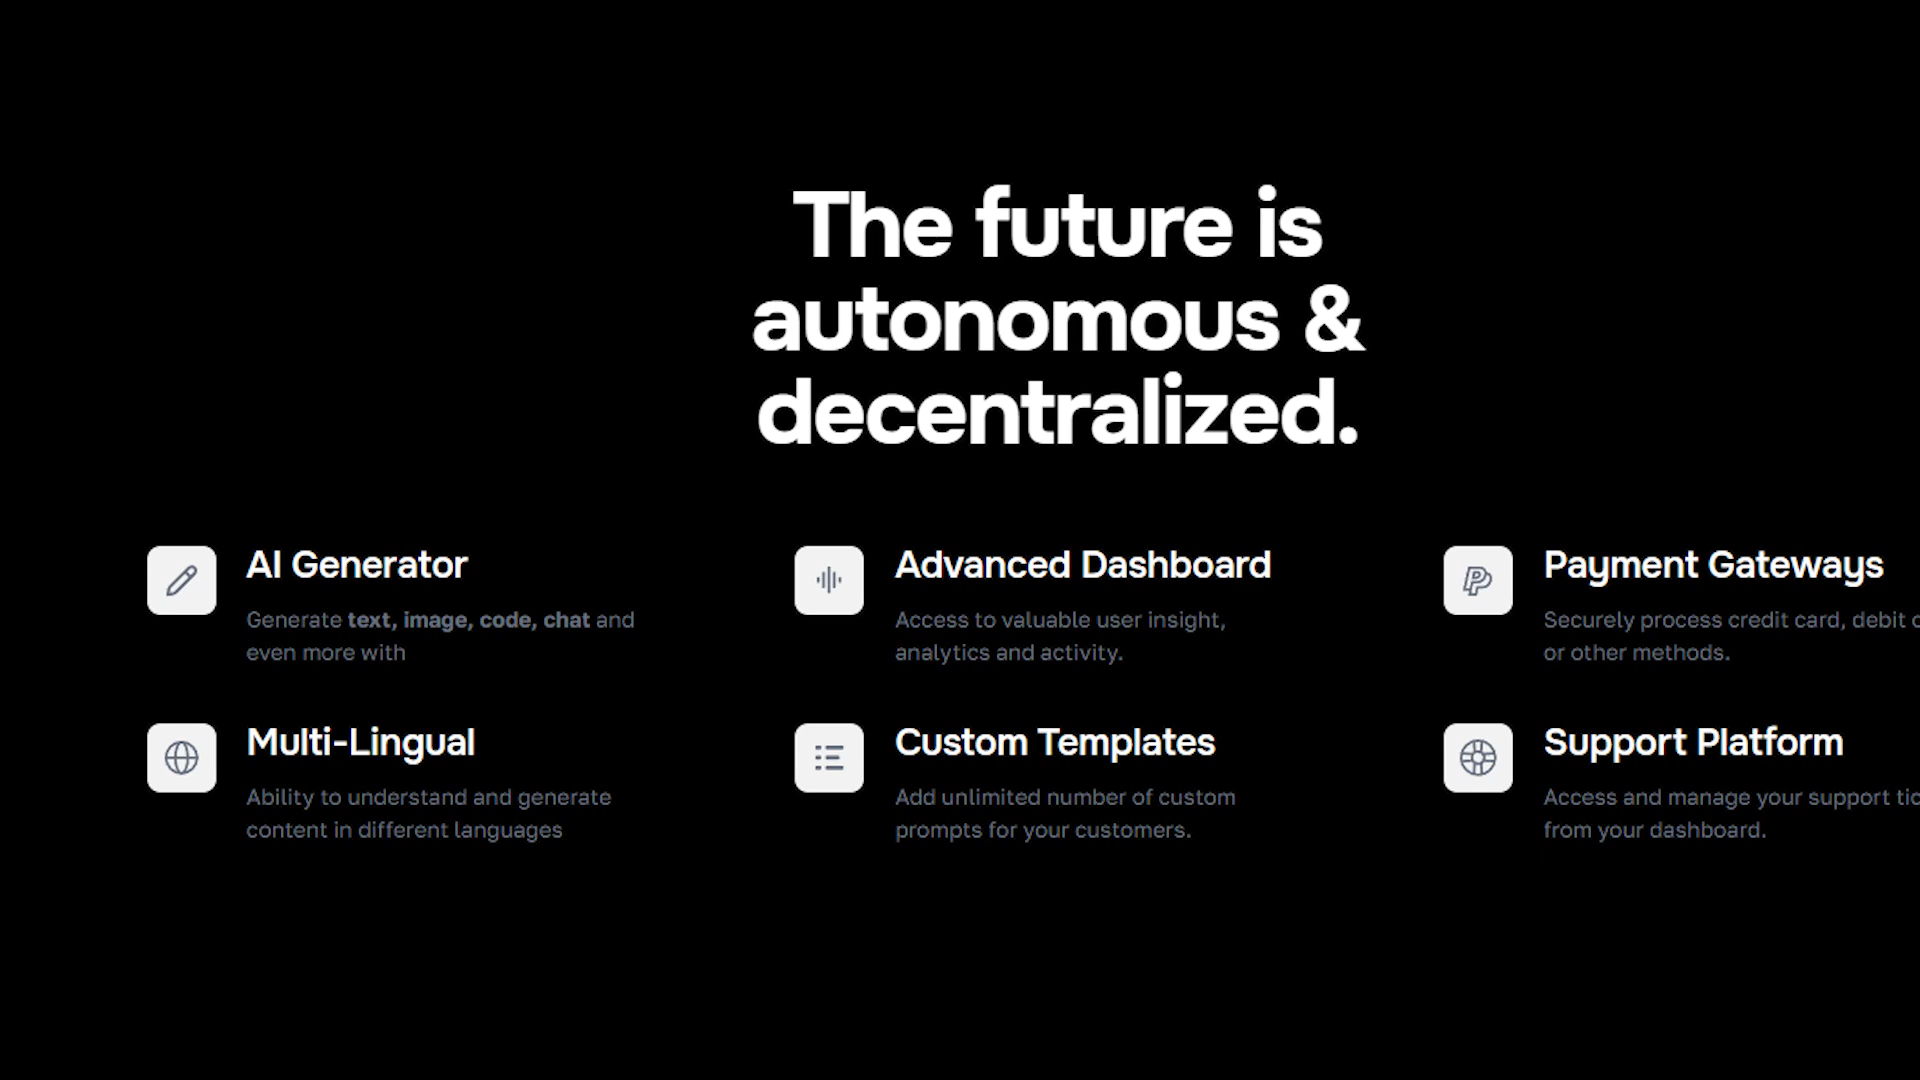 The future is
autonomous &
decentralized.
AI Generator
Generate text, image, code, chat and
even more with
Advanced Dashboard
Access to valuable user insight,
analytics and activity.
Payment Gateways
Securely process credit card, debit
or other methods.
Multi-Lingual
Ability to understand and generate
content in different languages
Custom Templates
Add unlimited number of custom
prompts for your customers.
Support Platform
Access and manage your support
from your dashboard.